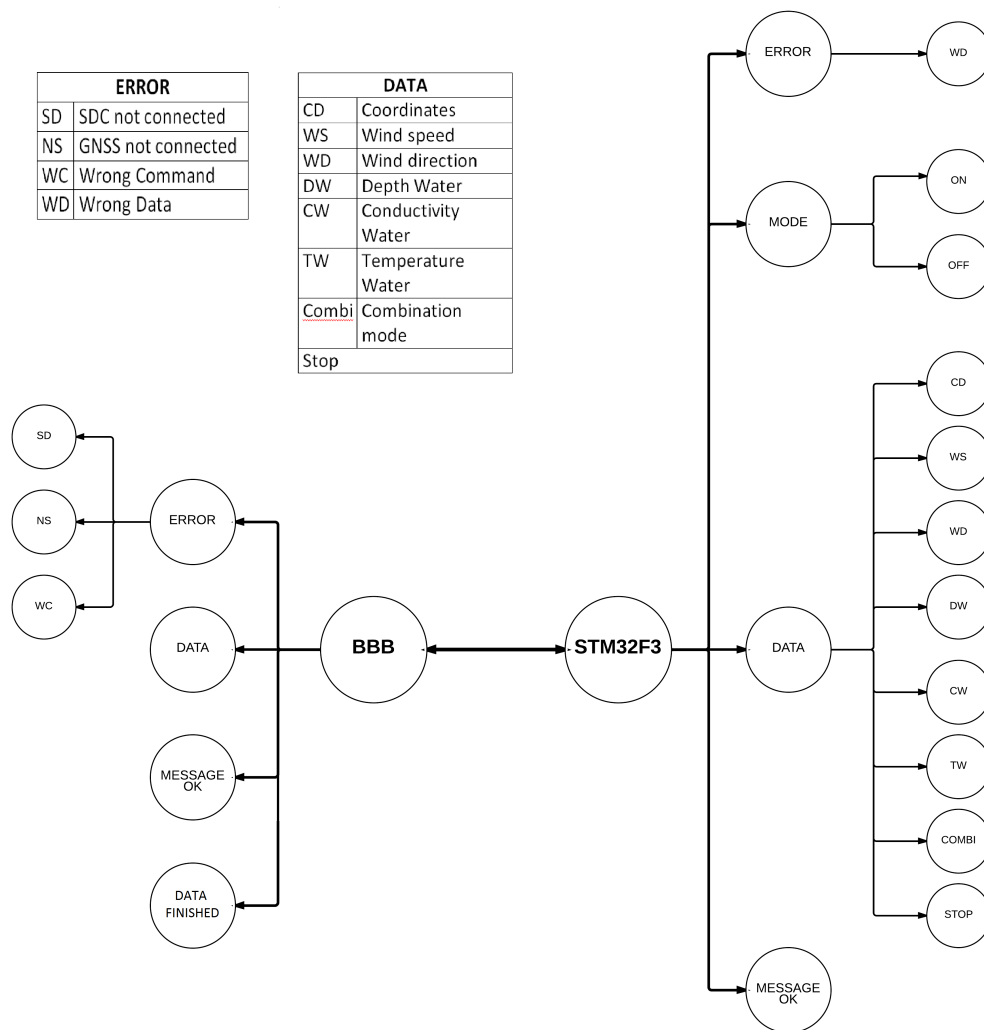 ERROR
SD SDC not connected
NS GNSS not connected
WC Wrong Command
WD Wrong Data
DATA
CD Coordinates
WS Wind speed
WD Wind direction
DW Depth Water
CW Conductivity
Water
TW Temperature
Water
Combi Combination
mode
Stop
SD
NS
WC
ERROR
DATA
MESSAGE
OK
DATA
FINISHED
BBB
STM32F3
ERROR
MODE
DATA
MESSAGE
OK
WD
ON
OFF
CD
WS
WD
DW
CW
TW
COMBI
STOP